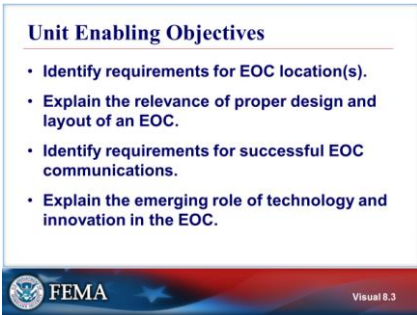 Unit Enabling Objectives
• Identify requirements for EOC location(s).
• Explain the relevance of proper design and
layout of an EOC.
• Identify requirements for successful EOC
communications.
• Explain the emerging role of technology and
innovation in the EOC.
FEMA
Visual 8.3